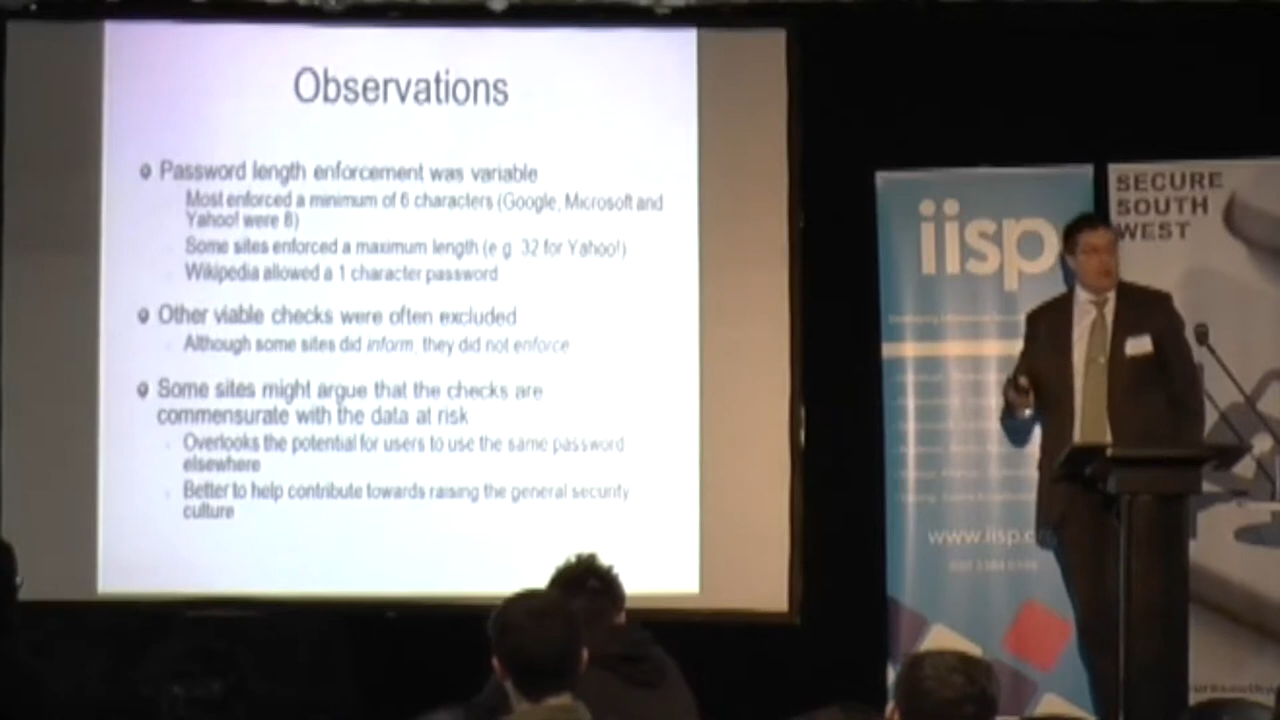 Observations
Password length enforcement was variable
Most enforced a minimum of 6 characters (Google, Microsoft and
Yahoo! were 8)
Some sites enforced a maximum length (e g 32 for Yahoo!)
Wikipedia allowed a 1 character password
Other viable checks were often excluded
Although some sites did inform, they did not enforce
Some sites might argue that the checks are
commensurate with the data at risk
Overlooks the potential for users to use the same password
elsewhere
Better to help contribute towards raising the general security
culture
iisp
www.iisp.o
SECURE
SOUTH
WEST